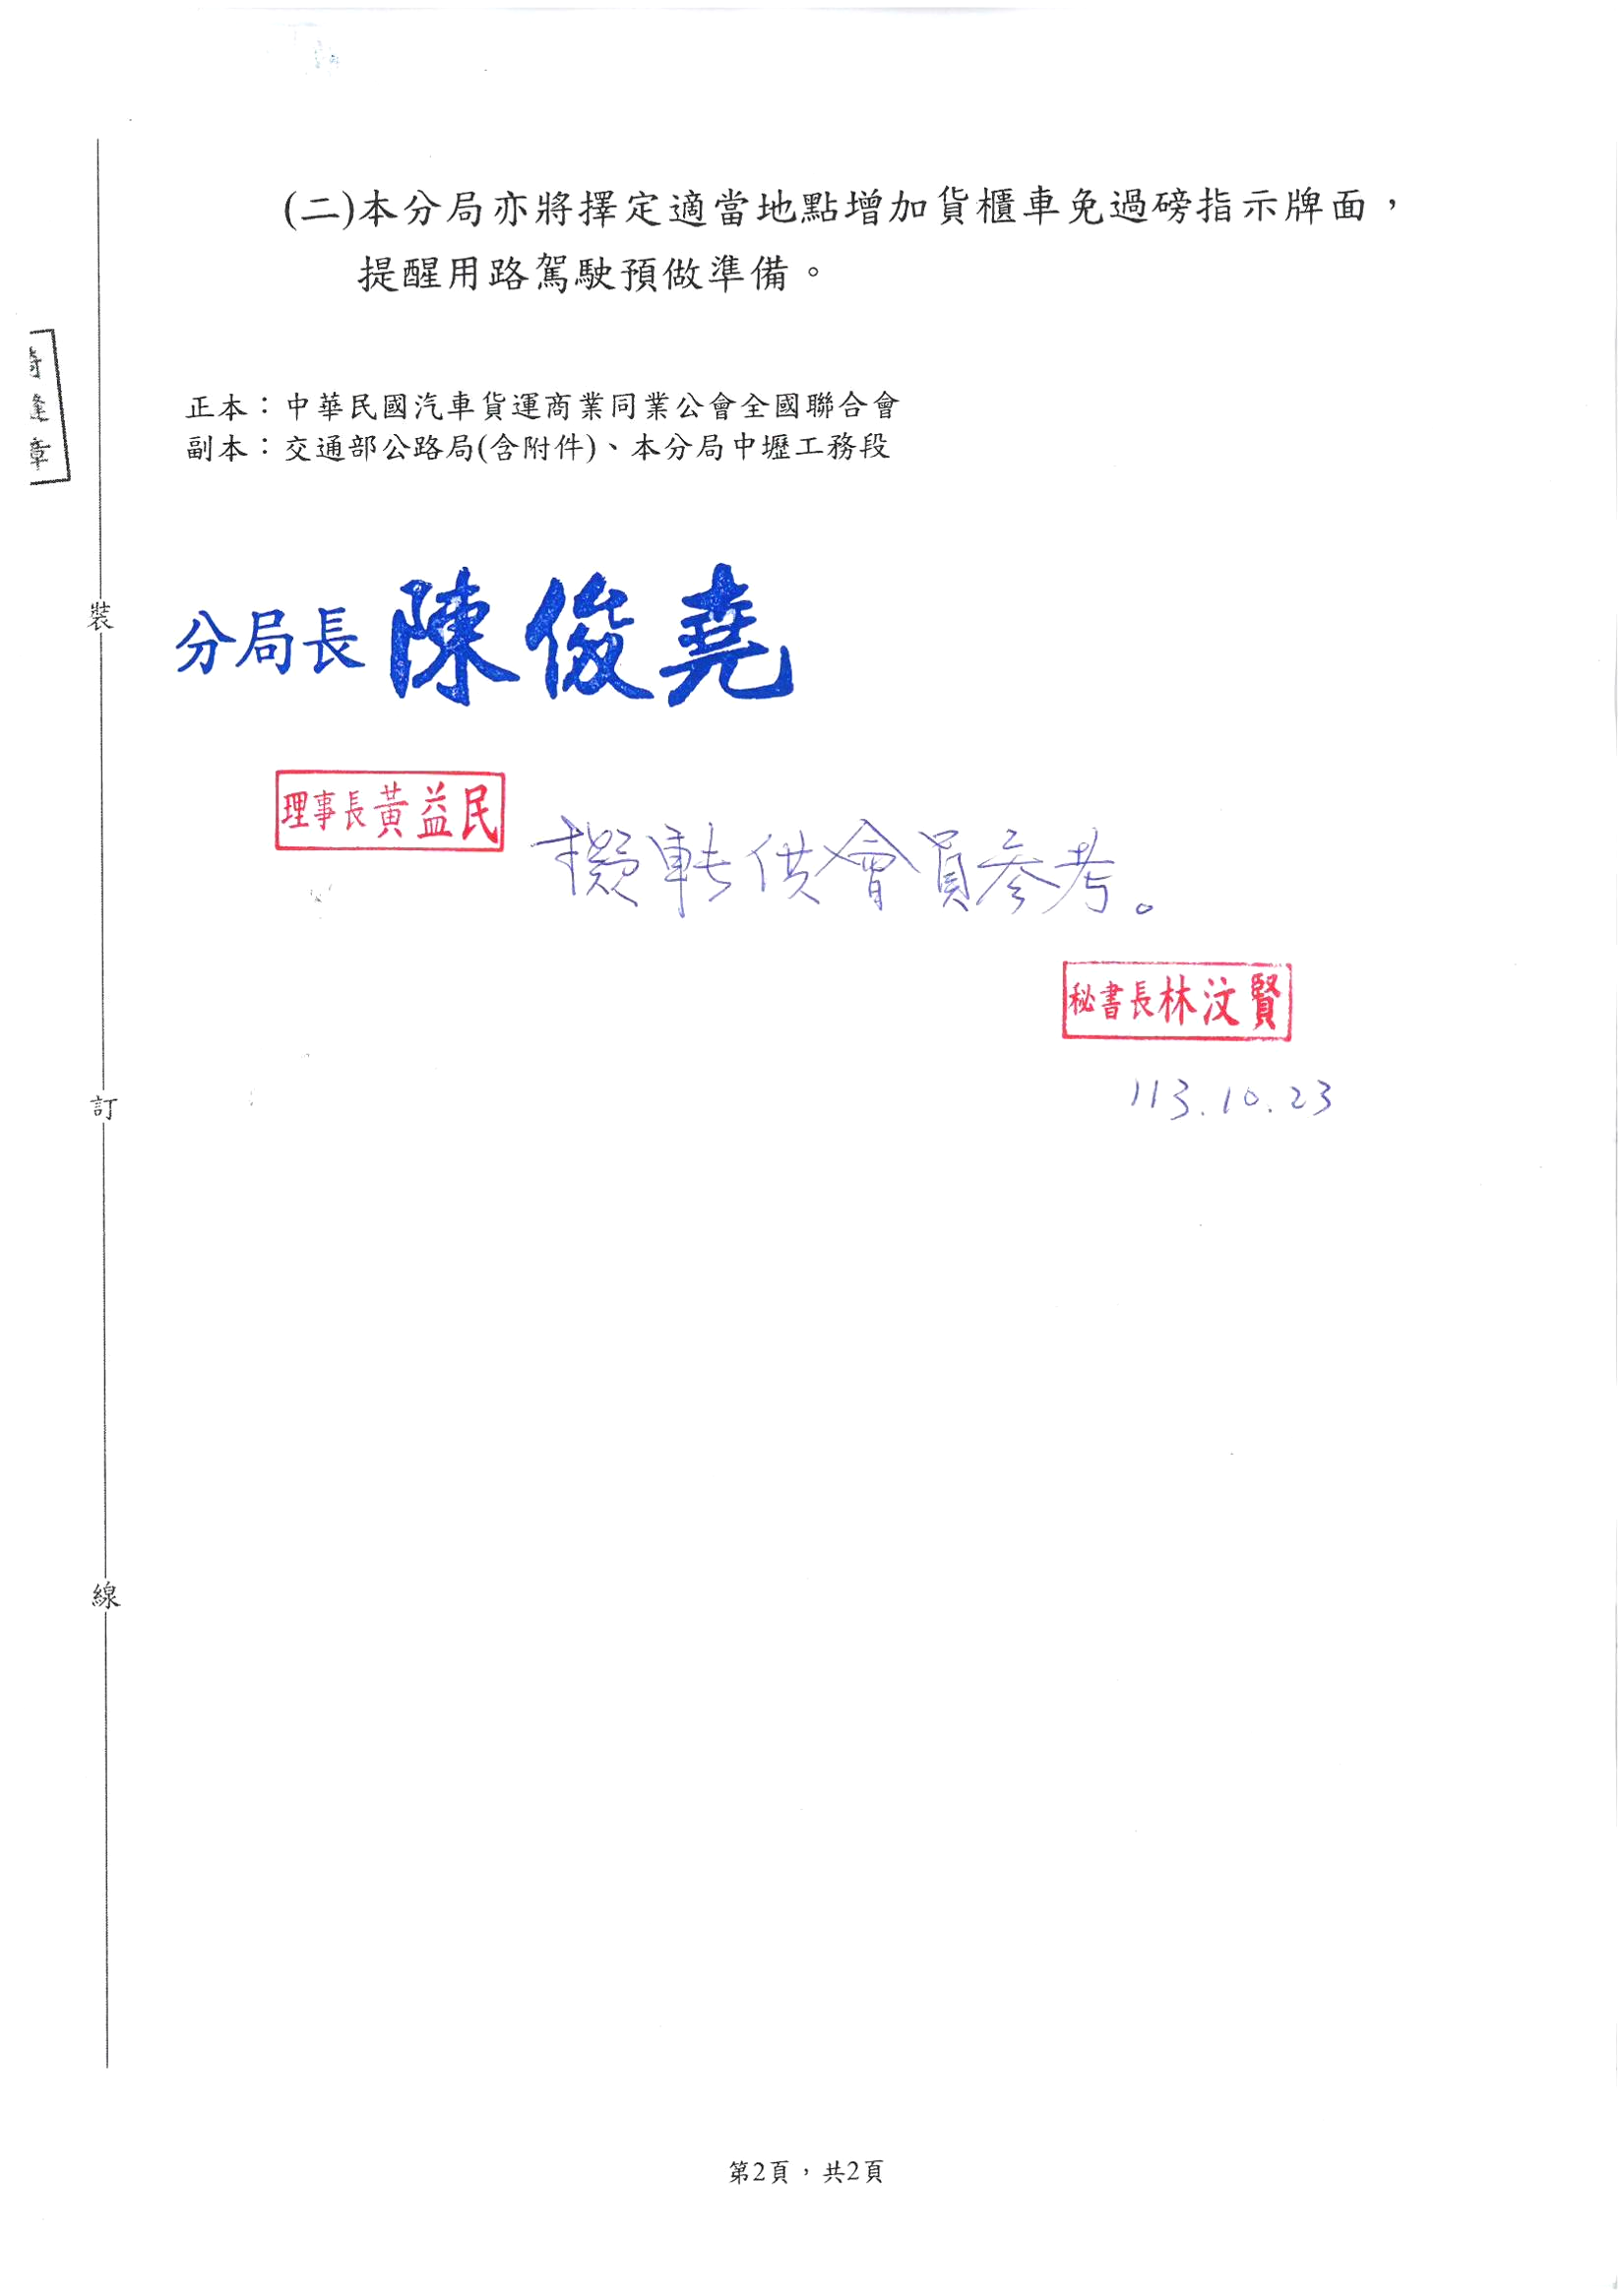 (二)本分局亦將擇定適當地點增加貨櫃車免過磅指示牌面，
提醒用路駕駛預做準備。
正本：中華民國汽車貨運商業同業公會全國聯合會
副本：交通部公路局(含附件)、本分局中壢工務段
分局長 陳俊堯
理事長黃益民
擬転供會員參考。
秘書長林汶賢
113.10.23
章
裝
訂
線
第2頁，共2頁